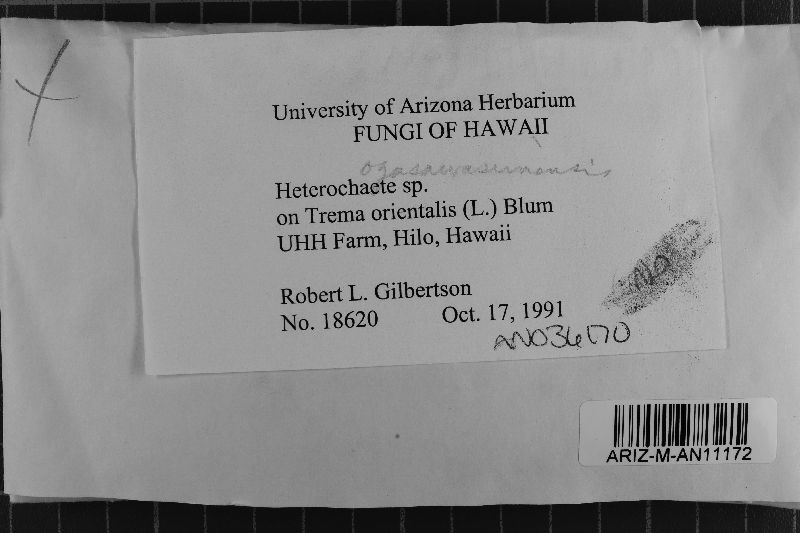 University of Arizona Herbarium
FUNGI OF HAWAII
ogasawarsimensis
Heterochaete sp.
on Trema orientalis (L.) Blum
UHH Farm, Hilo, Hawaii
Robert L. Gilbertson
No. 18620 Oct. 17, 1991
AN036170
ARIZ-M-AN11172